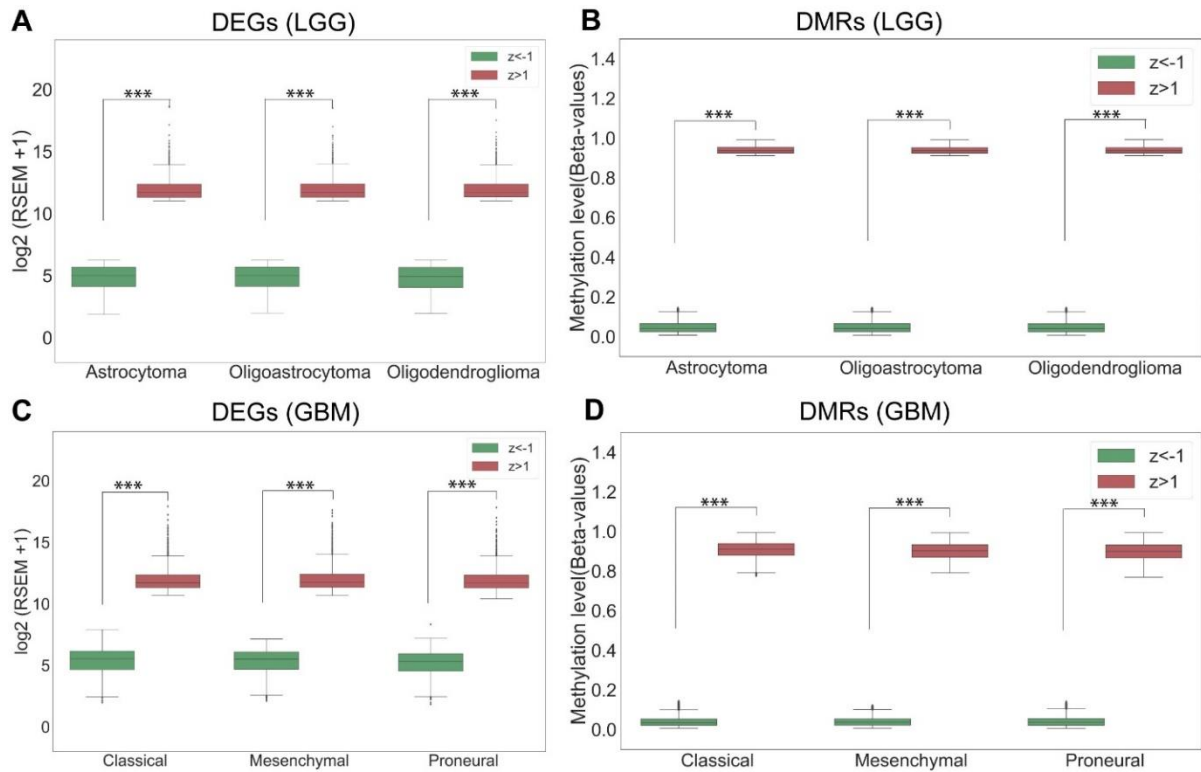 A
DEGs (LGG)
z<-1
z>1
log2 (RSEM +1)
20
15
10
5
0
***
***
***
Astrocytoma
Oligoastrocytoma
Oligodendroglioma
B
DMRs (LGG)
z<-1
z>1
Methylation level(Beta-values)
1.4
1.2
1.0
0.8
0.6
0.4
0.2
0.0
***
***
***
Astrocytoma
Oligoastrocytoma
Oligodendroglioma
C
DEGs (GBM)
z<-1
z>1
log2 (RSEM +1)
20
15
10
5
0
***
***
***
Classical
Mesenchymal
Proneural
D
DMRs (GBM)
z<-1
z>1
Methylation level(Beta-values)
1.4
1.2
1.0
0.8
0.6
0.4
0.2
0.0
***
***
***
Classical
Mesenchymal
Proneural